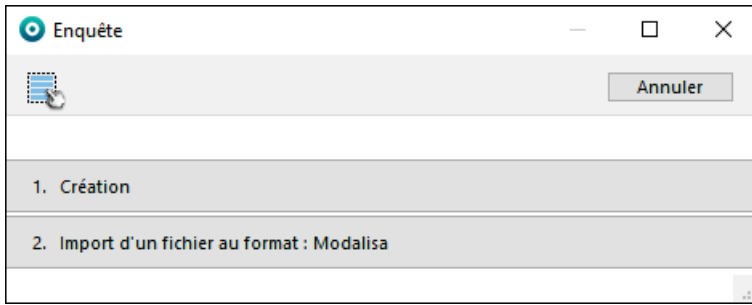 Enquête
Annuler
1. Création
2. Import d'un fichier au format : Modalisa